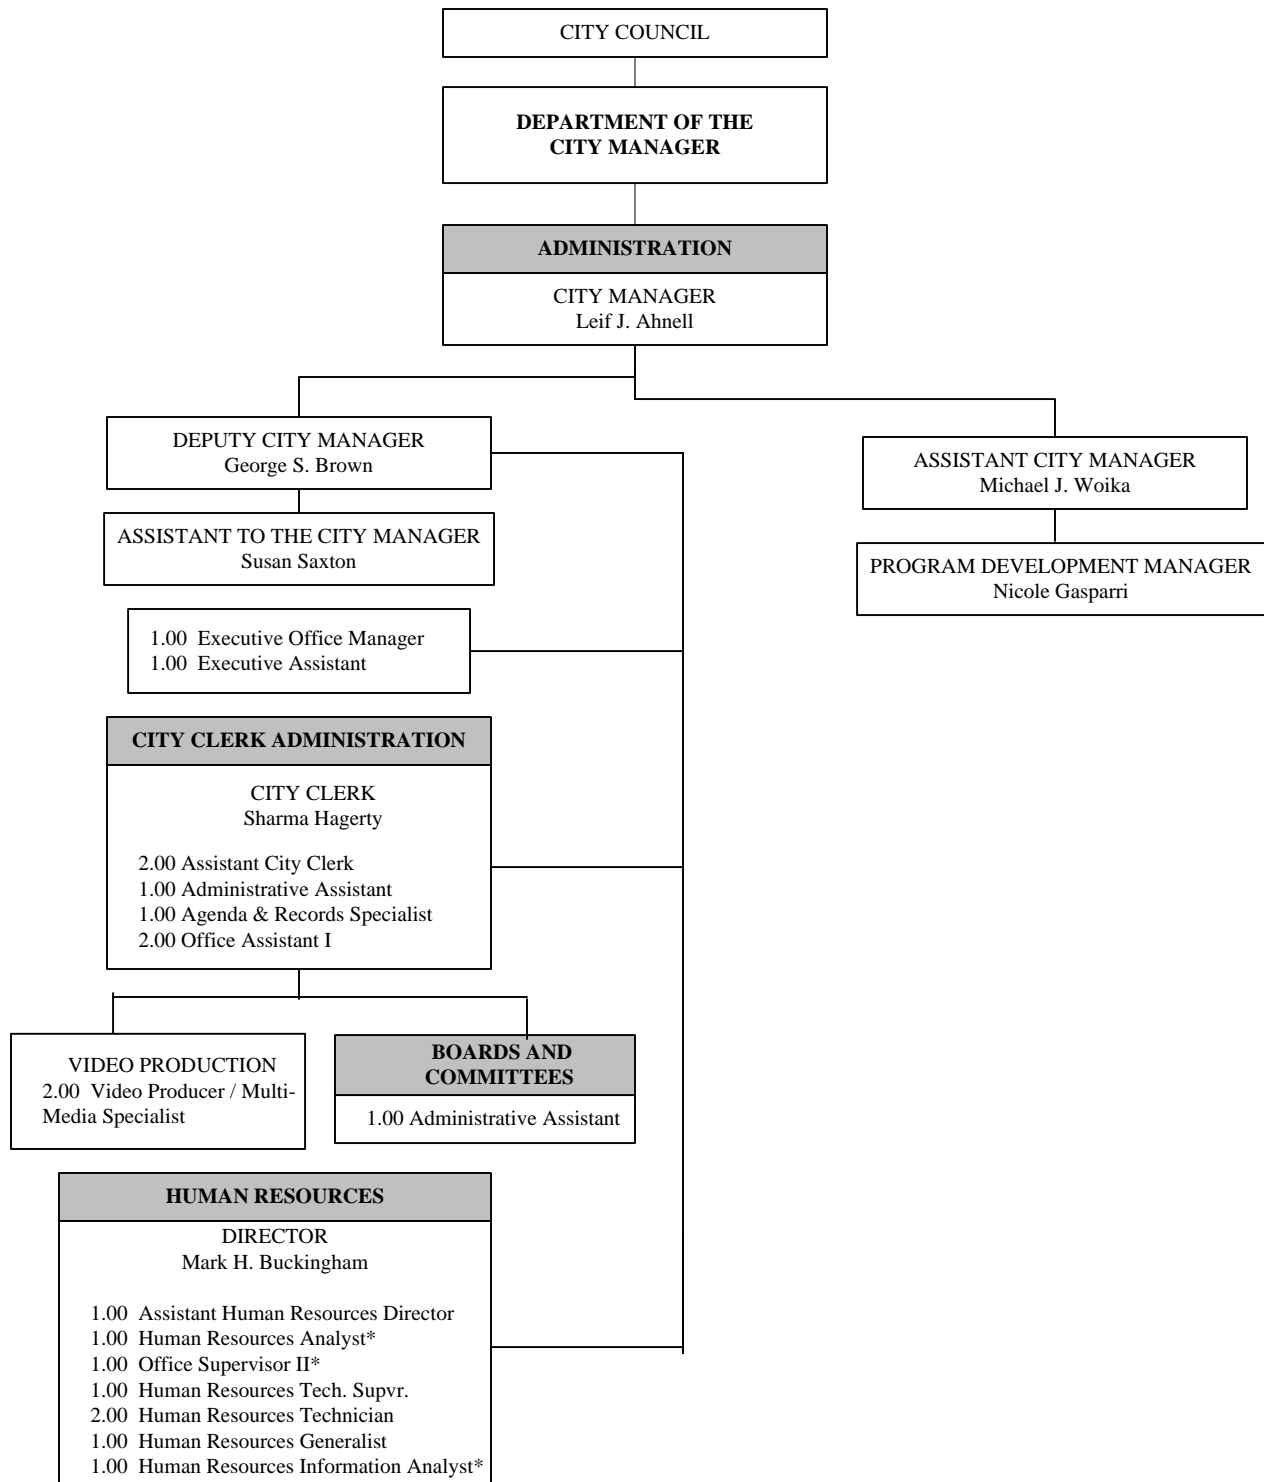 CITY COUNCIL
DEPARTMENT OF THE
CITY MANAGER
ADMINISTRATION
CITY MANAGER
Leif J. Ahnell
DEPUTY CITY MANAGER
George S. Brown
ASSISTANT CITY MANAGER
Michael J. Woika
ASSISTANT TO THE CITY MANAGER
Susan Saxton
PROGRAM DEVELOPMENT MANAGER
Nicole Gasparri
1.00 Executive Office Manager
1.00 Executive Assistant
CITY CLERK ADMINISTRATION
CITY CLERK
Sharma Hagerty
2.00 Assistant City Clerk
1.00 Administrative Assistant
1.00 Agenda & Records Specialist
2.00 Office Assistant I
VIDEO PRODUCTION
2.00 Video Producer / Multi-
Media Specialist
BOARDS AND
COMMITTEES
1.00 Administrative Assistant
HUMAN RESOURCES
DIRECTOR
Mark H. Buckingham
1.00 Assistant Human Resources Director
1.00 Human Resources Analyst*
1.00 Office Supervisor II*
1.00 Human Resources Tech. Supvr.
2.00 Human Resources Technician
1.00 Human Resources Generalist
1.00 Human Resources Information Analyst*